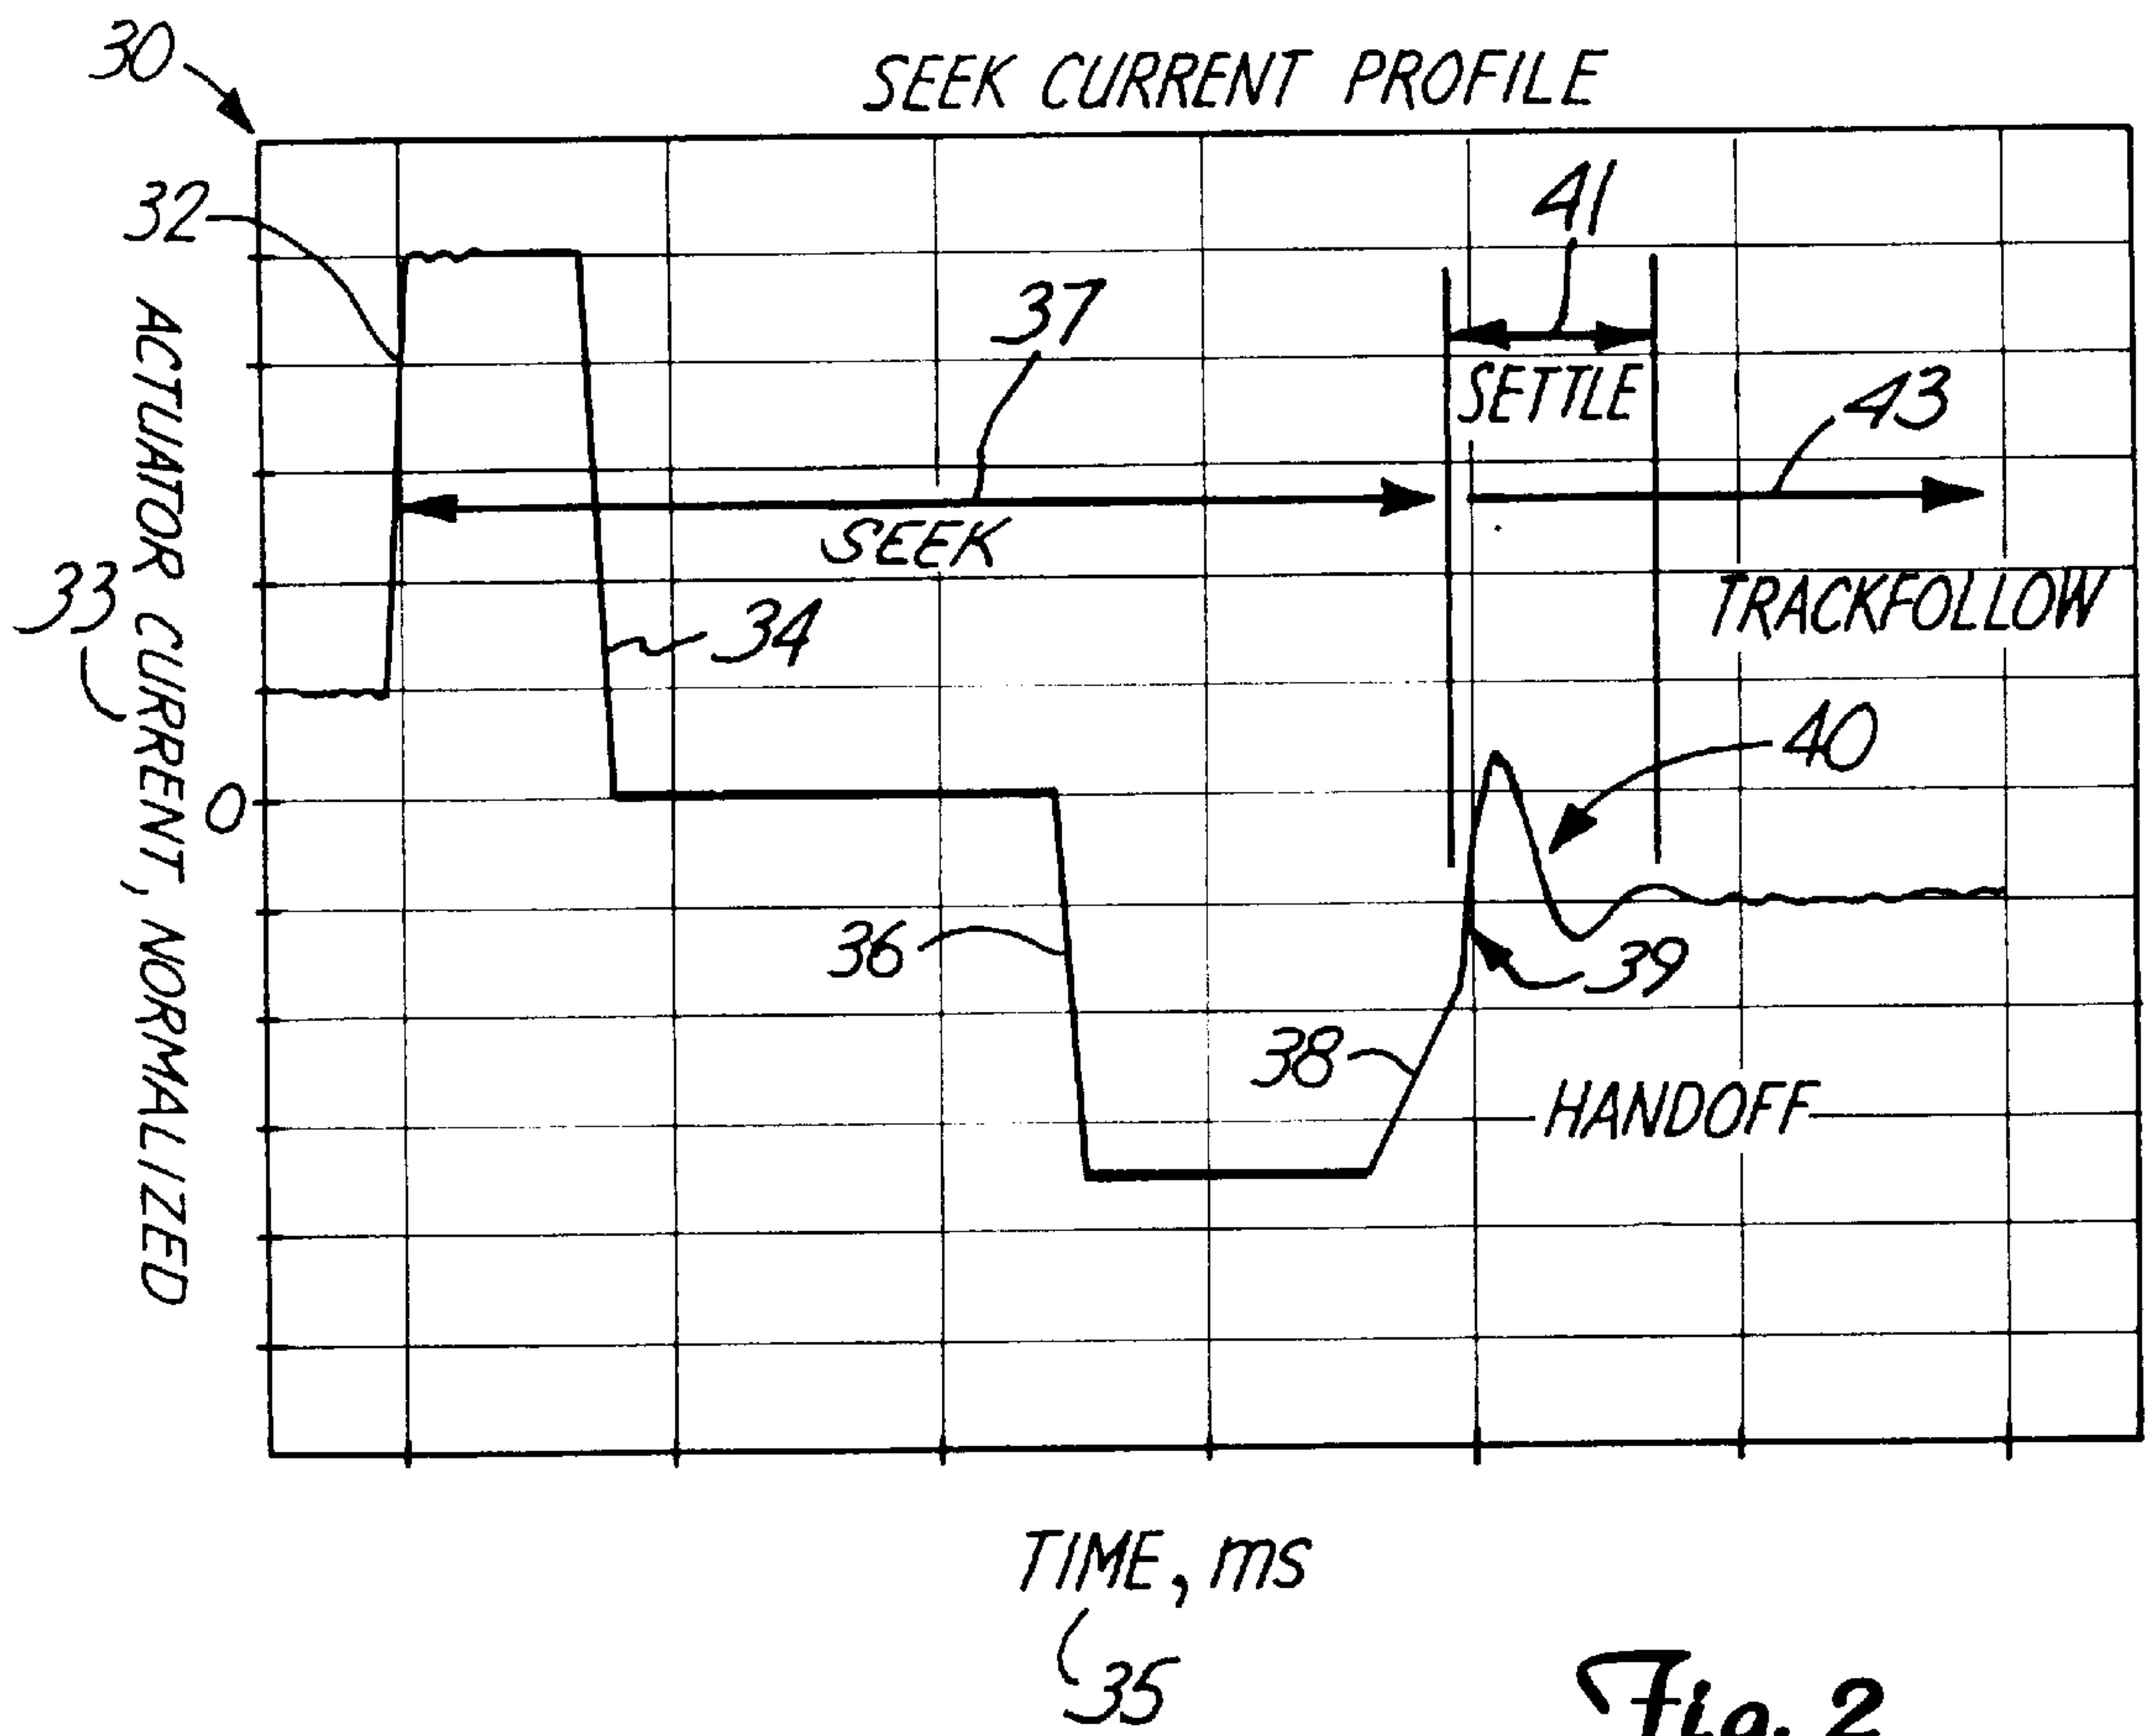 30
SEEK CURRENT PROFILE
32
41
37
SETTLE
43
SEEK
33
ACTUATOR CURRENT, NORMALIZED
34
TRACKFOLLOW
40
0
36
39
38
HANDOFF
TIME, ms
35
Fig. 2